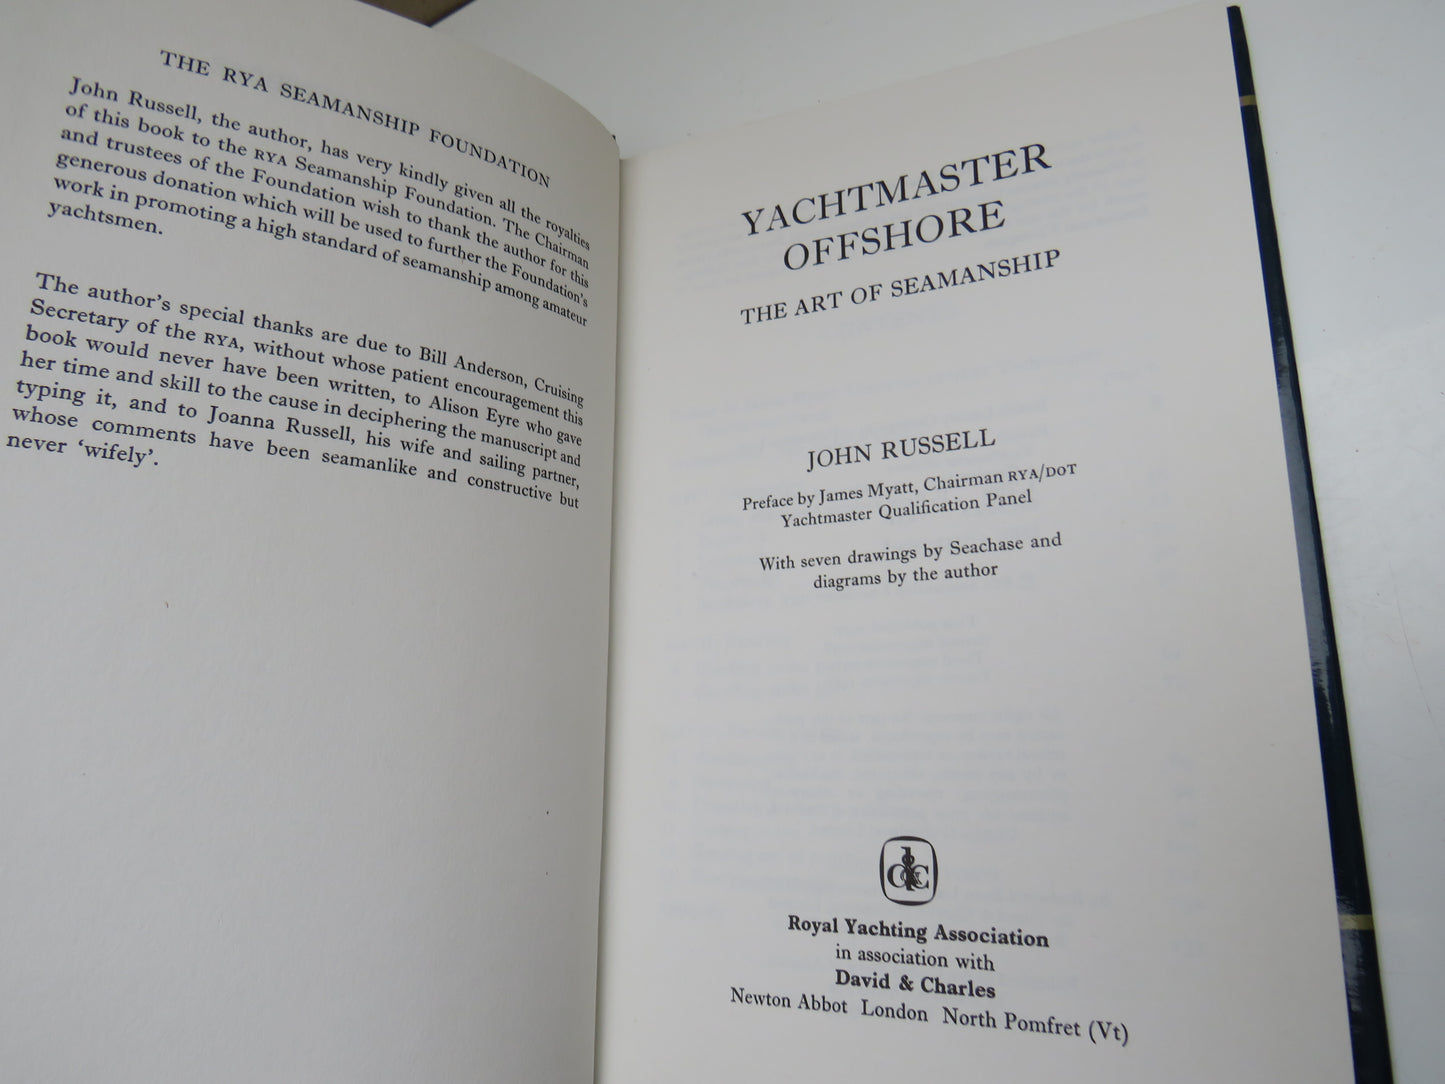 THE RYA SEAMANSHIP FOUNDATION
John Russell, the author, has very kindly given all the royalties
of this book to the RYA Seamanship Foundation. The Chairman
and trustees of the Foundation wish to thank the author for this
generous donation which will be used to further the Foundation's
work in promoting a high standard of seamanship among amateur
yachtsmen.
The author's special thanks are due to Bill Anderson, Cruising
Secretary of the RYA, without whose patient encouragement this
book would never have been written, to Alison Eyre who gave
her time and skill to the cause in deciphering the manuscript and
typing it, and to Joanna Russell, his wife and sailing partner,
whose comments have been seamanlike and constructive but
never 'wifely'.
YACHTMASTER
OFFSHORE
THE ART OF SEAMANSHIP
JOHN RUSSELL
Preface by James Myatt, Chairman RYA/DOT
Yachtmaster Qualification Panel
With seven drawings by Seachase and
diagrams by the author
d&c
Royal Yachting Association
in association with
David & Charles
Newton Abbot London North Pomfret (Vt)